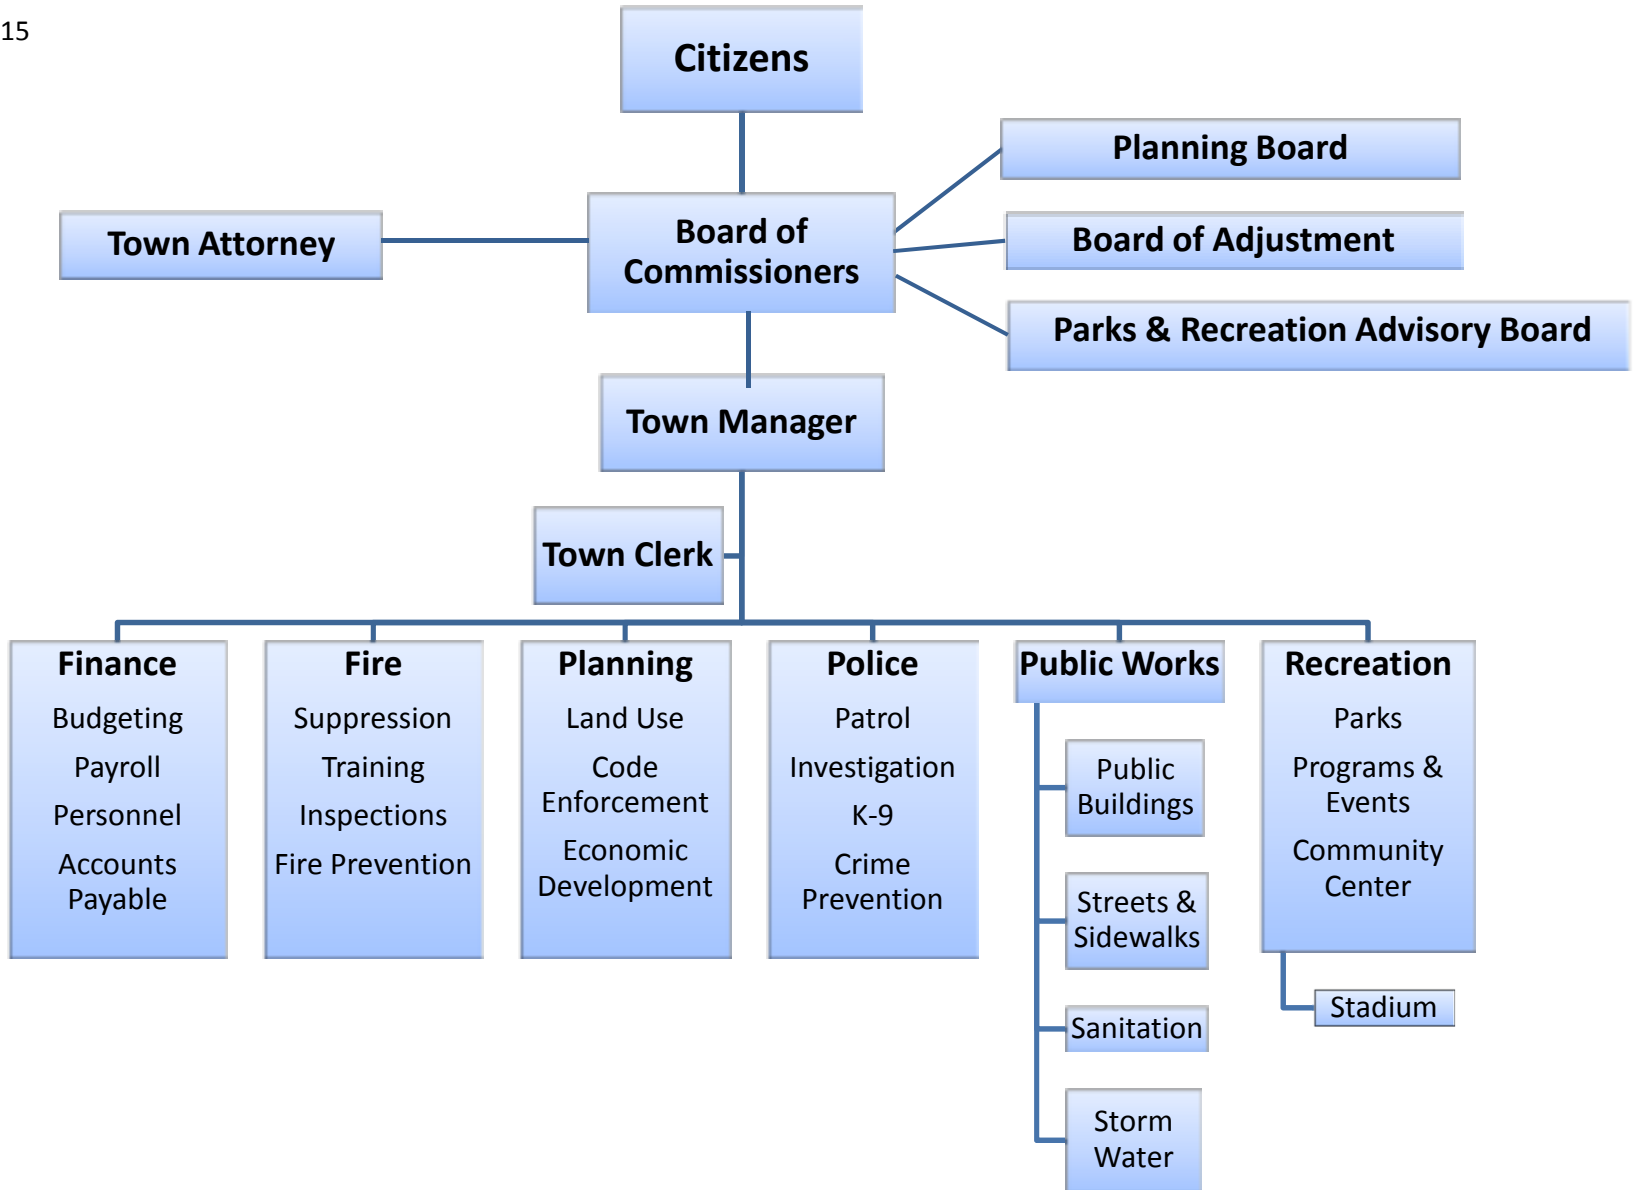 15
Citizens
Planning Board
Town Attorney
Board of
Commissioners
Board of Adjustment
Parks & Recreation Advisory Board
Town Manager
Town Clerk
Finance
Budgeting
Payroll
Personnel
Accounts
Payable
Fire
Suppression
Training
Inspections
Fire Prevention
Planning
Land Use
Code
Enforcement
Economic
Development
Police
Patrol
Investigation
K-9
Crime
Prevention
Public Works
Public
Buildings
Streets &
Sidewalks
Sanitation
Storm
Water
Recreation
Parks
Programs &
Events
Community
Center
Stadium